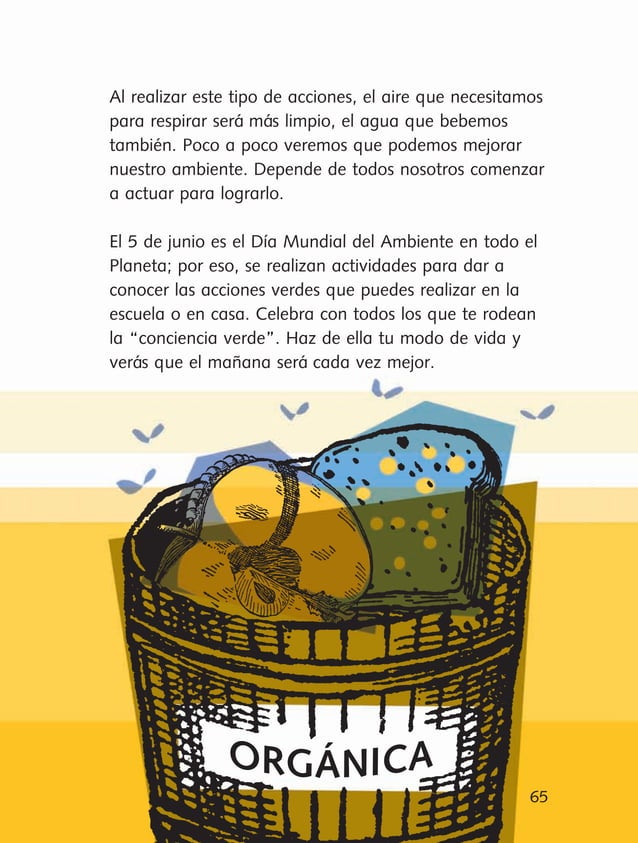 Al realizar este tipo de acciones, el aire que necesitamos
para respirar será más limpio, el agua que bebemos
también. Poco a poco veremos que podemos mejorar
nuestro ambiente. Depende de todos nosotros comenzar
a actuar para lograrlo.
El 5 de junio es el Día Mundial del Ambiente en todo el
Planeta; por eso, se realizan actividades para dar a
conocer las acciones verdes que puedes realizar en la
escuela o en casa. Celebra con todos los que te rodean
la “conciencia verde”. Haz de ella tu modo de vida y
verás que el mañana será cada vez mejor.
ORGÁNICA
65